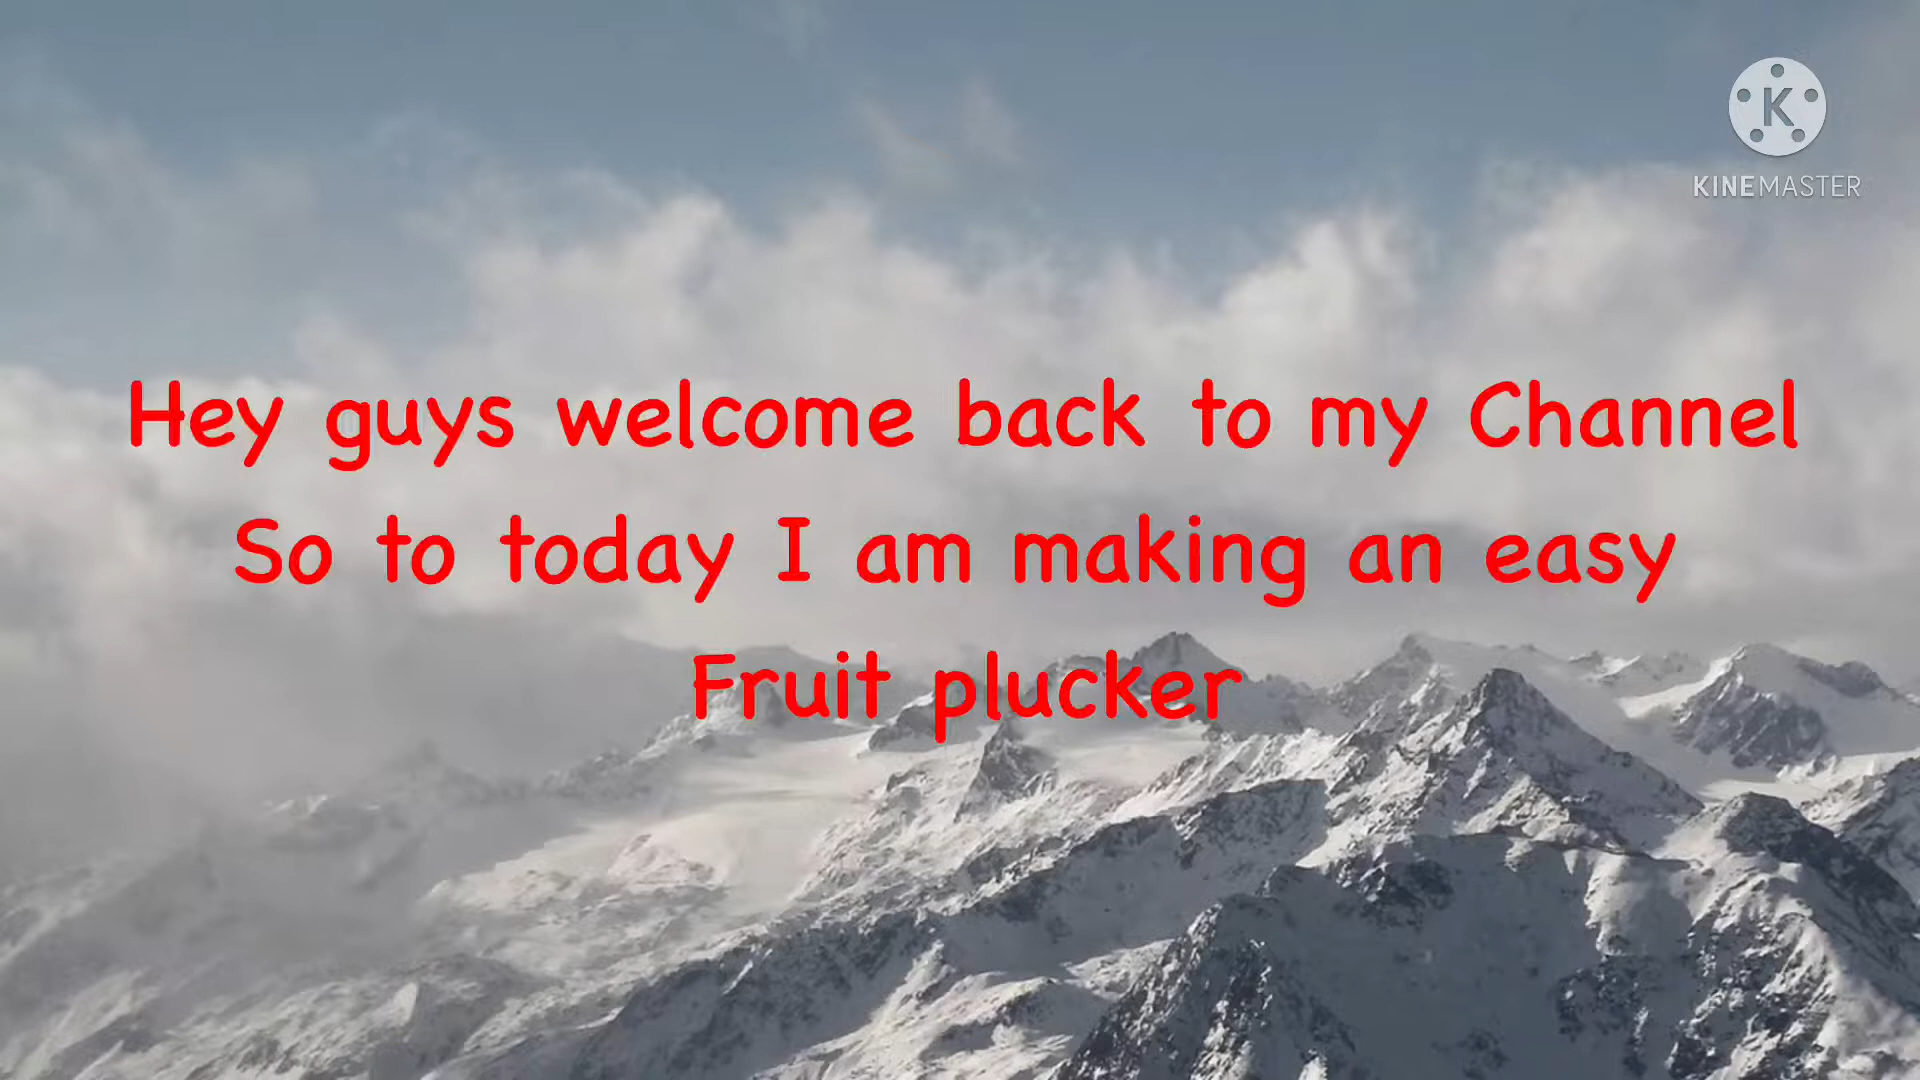 K
KINEMASTER
Hey guys welcome back to my Channel
So to today I am making an easy
Fruit plucker